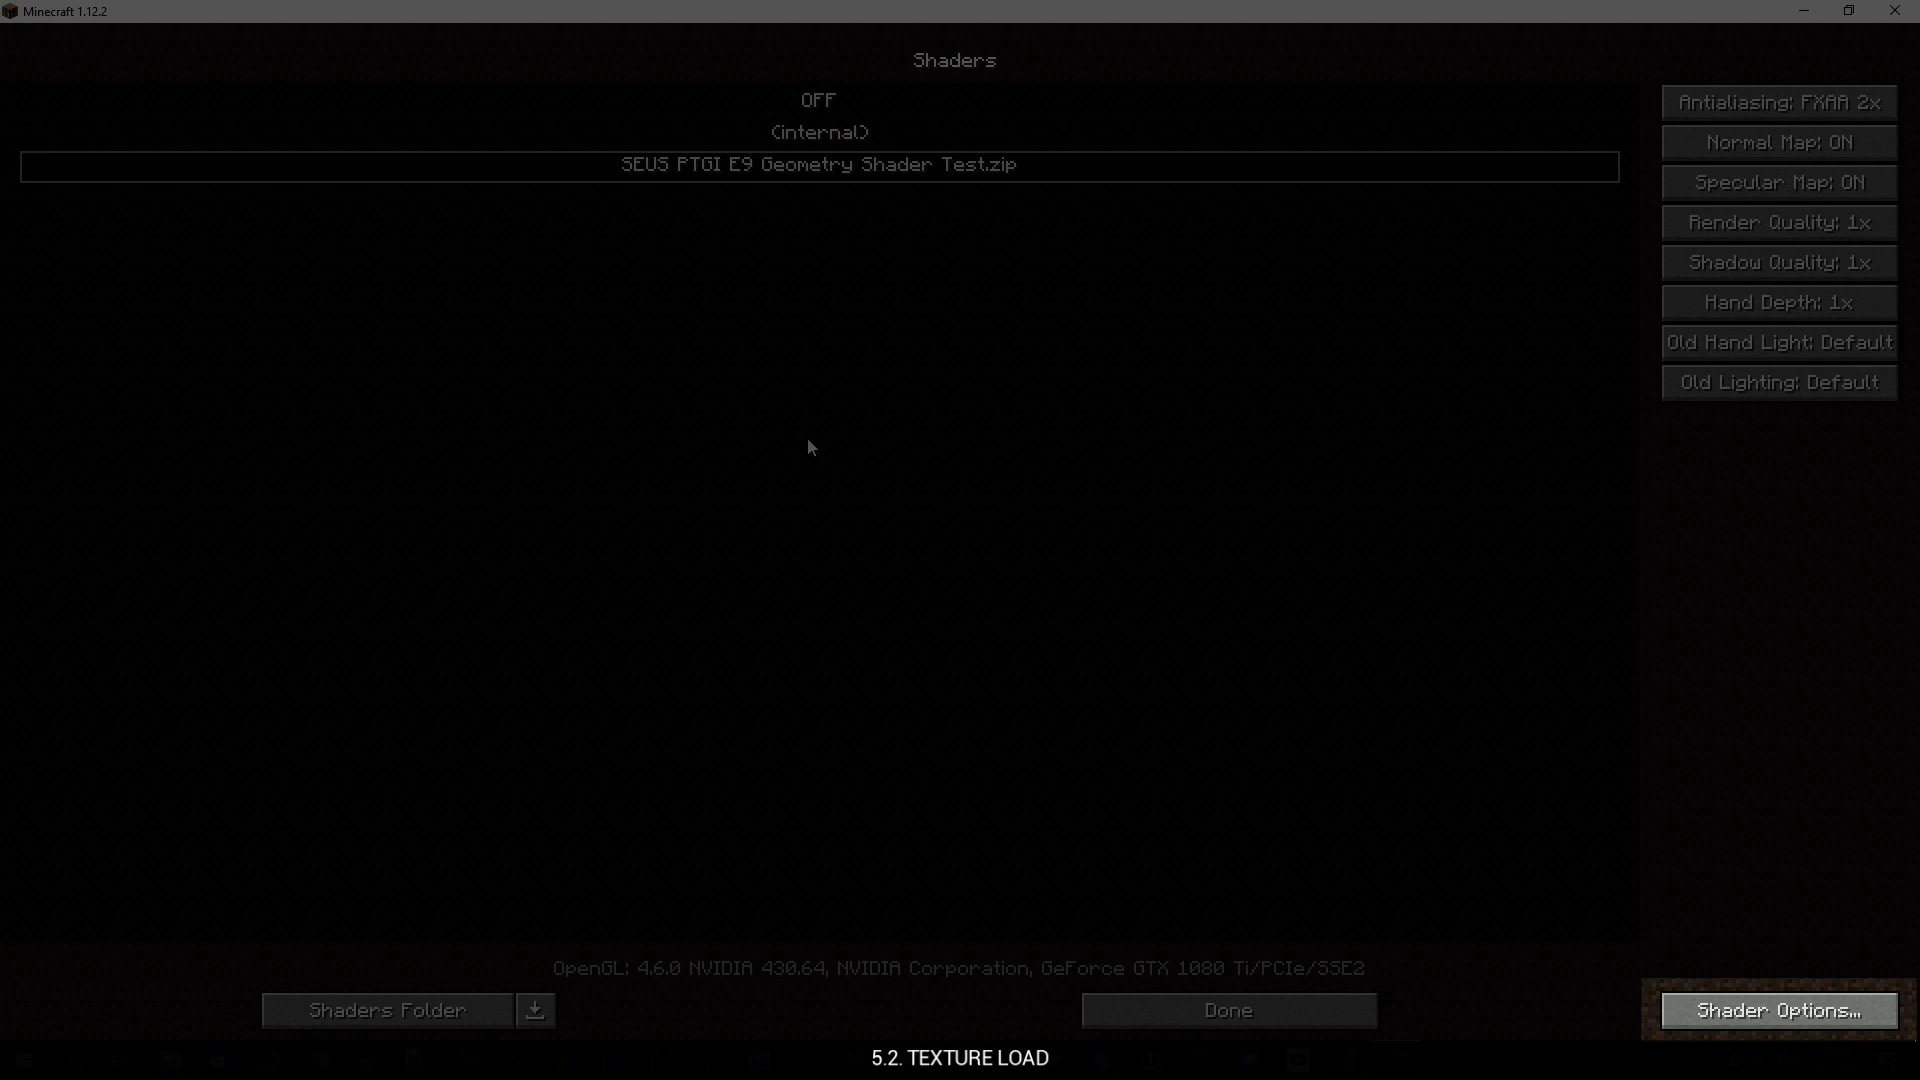 Minecraft 1.12.2
Shaders
OFF
(internal)
SEUS PTGI E9 Geometry Shader Test.zip
Antialiasing: FXAA 2x
Normal Map: ON
Specular Map: ON
Render Quality: 1x
Shadow Quality: 1x
Hand Depth: 1x
Old Hand Light: Default
Old Lighting: Default
OpenGL: 4.6.0 NVIDIA 430.64, NVIDIA Corporation, GeForce GTX 1080 Ti/PCIe/SSE2
Shaders Folder
Done
Shader Options...
5.2. TEXTURE LOAD